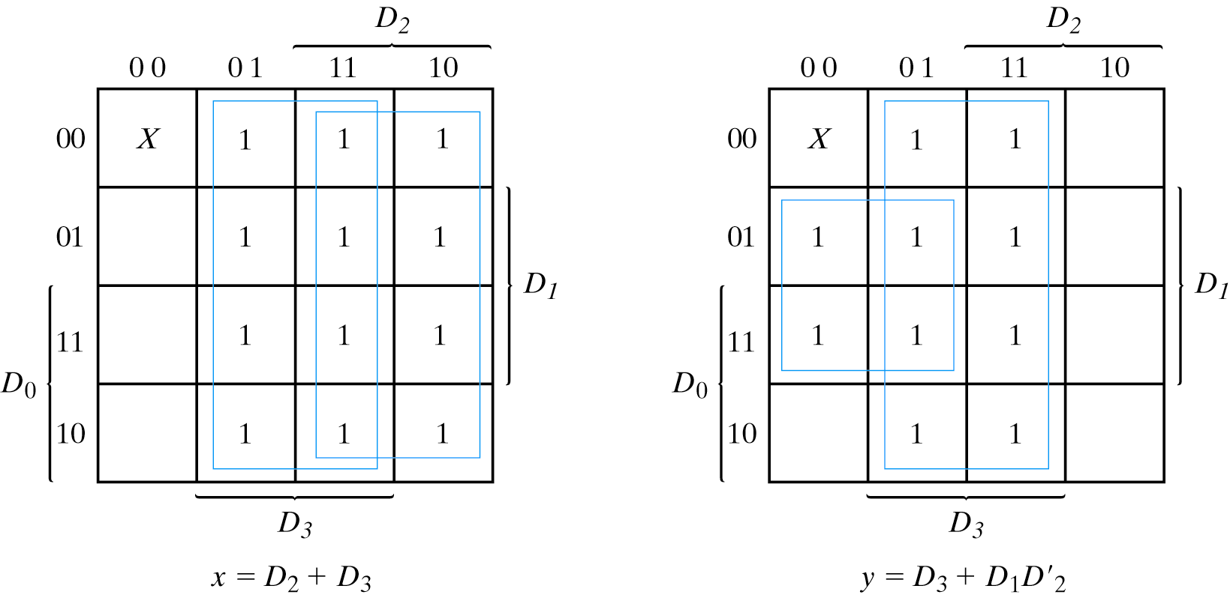 D₂ D₂
0 0 0 1 11 10 0 0 0 1 11 10
00 X 1 1 1 00 X 1 1
01 1 1 1 01 1 1 1
D₁ D₁
11 1 1 1 11 1 1 1
D₀ D₀
10 1 1 1 10 1 1
D₃ D₃
x = D₂ + D₃ y = D₃ + D₁D′₂